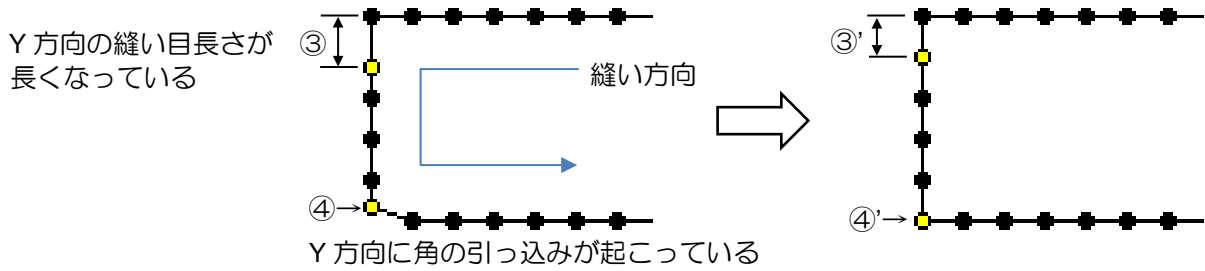 Y 方向の縫い目長さが
長くなっている
③
縫い方向
④→
Y 方向に角の引っ込みが起こっている
③’
④’→